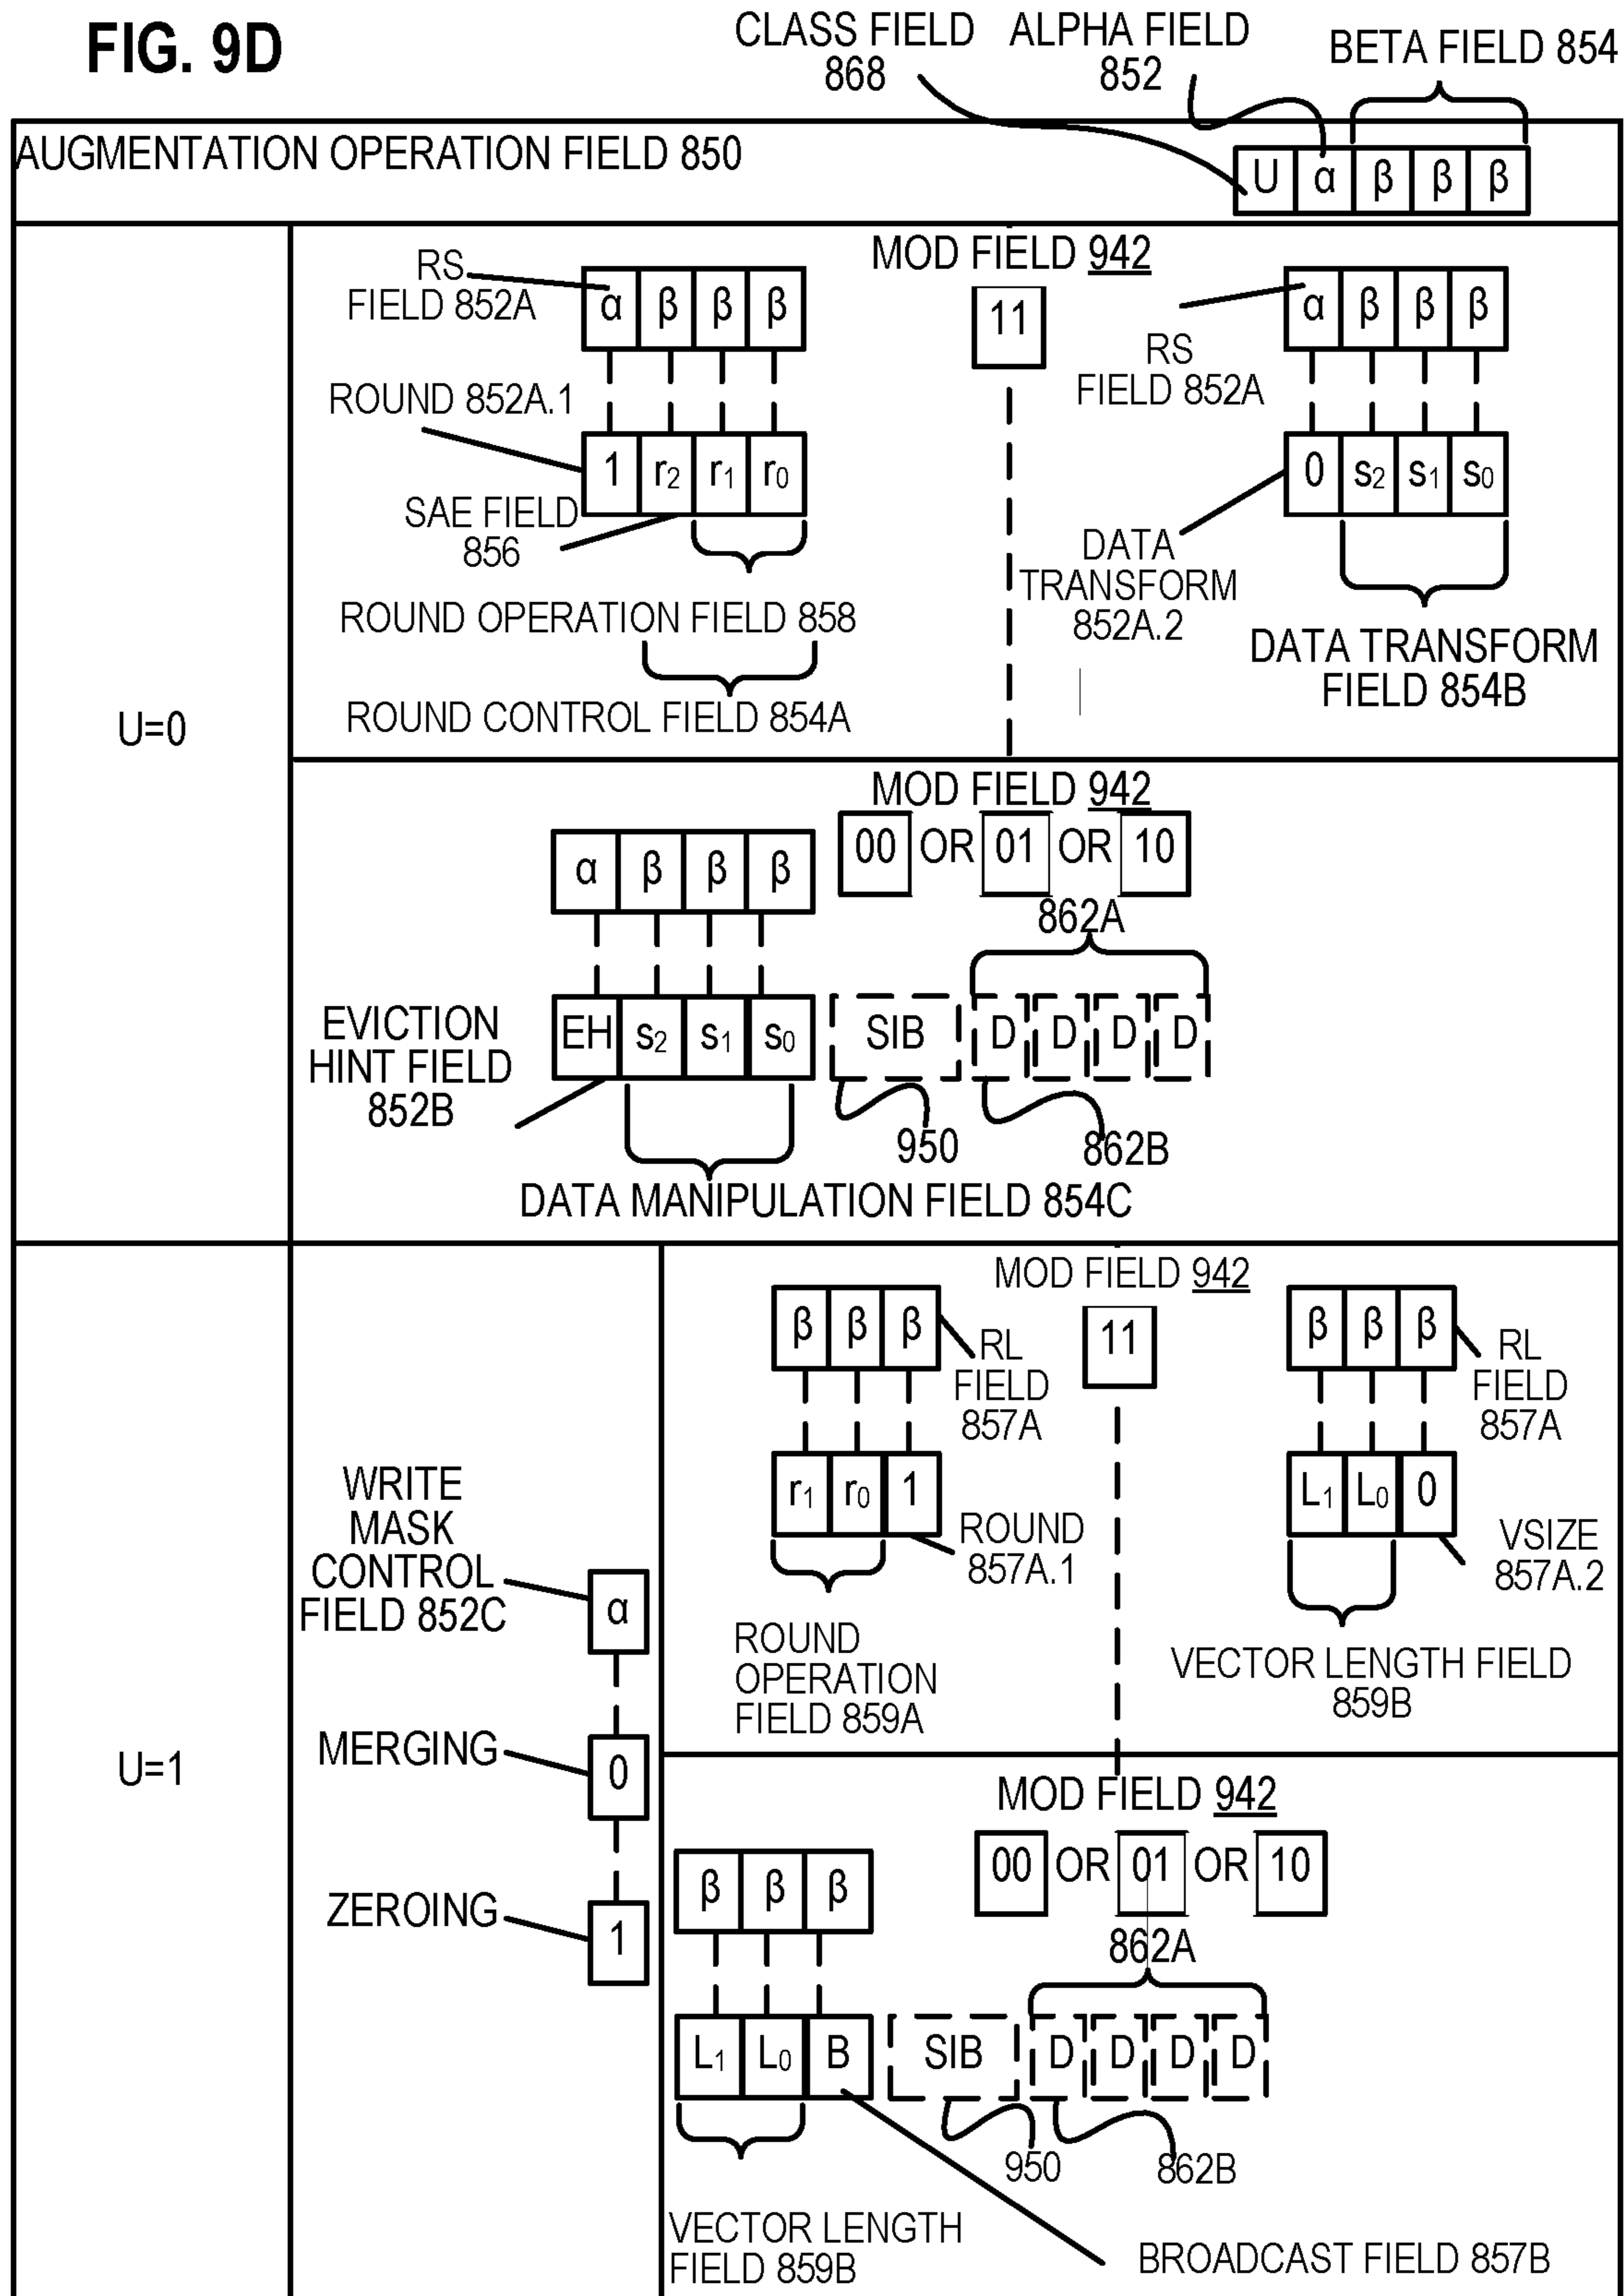 FIG. 9D
CLASS FIELD
868
ALPHA FIELD
852
BETA FIELD 854
AUGMENTATION OPERATION FIELD 850
U α β β β
U=0
MOD FIELD 942
11
RS
FIELD 852A
α β β β
ROUND 852A.1
1 r₂ r₁ r₀
SAE FIELD
856
ROUND OPERATION FIELD 858
ROUND CONTROL FIELD 854A
α β β β
RS
FIELD 852A
0 s₂ s₁ s₀
DATA
TRANSFORM
852A.2
DATA TRANSFORM
FIELD 854B
MOD FIELD 942
00 OR 01 OR 10
α β β β
862A
EVICTION
HINT FIELD
852B
EH s₂ s₁ s₀ SIB D D D D
950
862B
DATA MANIPULATION FIELD 854C
U=1
WRITE
MASK
CONTROL
FIELD 852C
α
MERGING
0
ZEROING
1
MOD FIELD 942
11
β β β
RL
FIELD
857A
r₁ r₀ 1
ROUND
857A.1
ROUND
OPERATION
FIELD 859A
β β β
RL
FIELD
857A
L₁ L₀ 0
VSIZE
857A.2
VECTOR LENGTH FIELD
859B
MOD FIELD 942
00 OR 01 OR 10
β β β
862A
L₁ L₀ B SIB D D D D
950
862B
VECTOR LENGTH
FIELD 859B
BROADCAST FIELD 857B